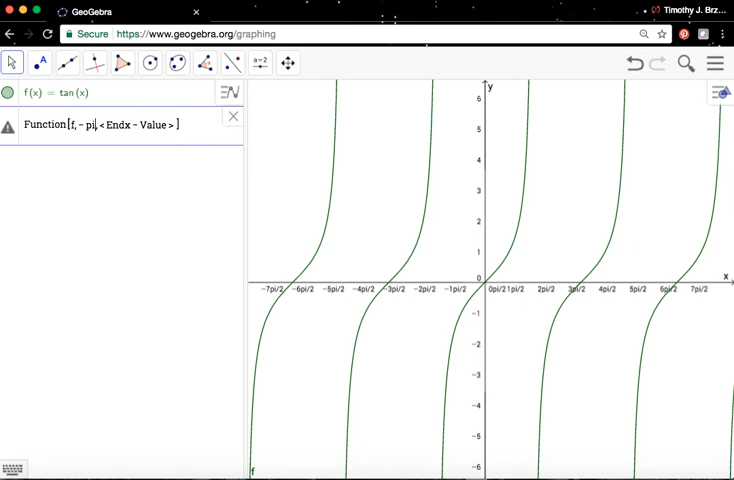 GeoGebra ×
Timothy J. Brz...
Secure https://www.geogebra.org/graphing
A
a=2
f(x) = tan(x)
Function[f, − pi, < Endx − Value > ]
y
6
5
4
3
2
1
0
x
−7pi/2 −6pi/2 −5pi/2 −4pi/2 −3pi/2 −2pi/2 −1pi/2 0pi/2 1pi/2 2pi/2 3pi/2 4pi/2 5pi/2 6pi/2 7pi/2
−1
−2
−3
−4
−5
−6
f